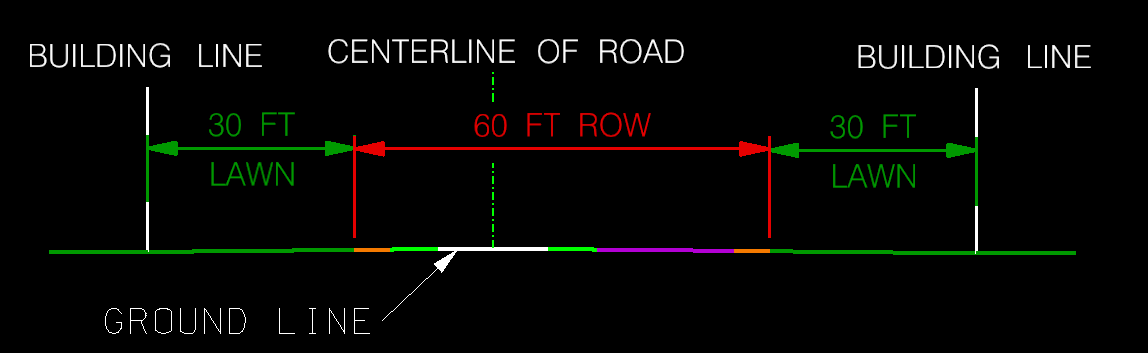 BUILDING LINE
CENTERLINE OF ROAD
BUILDING LINE
30 FT
LAWN
60 FT ROW
30 FT
LAWN
GROUND LINE